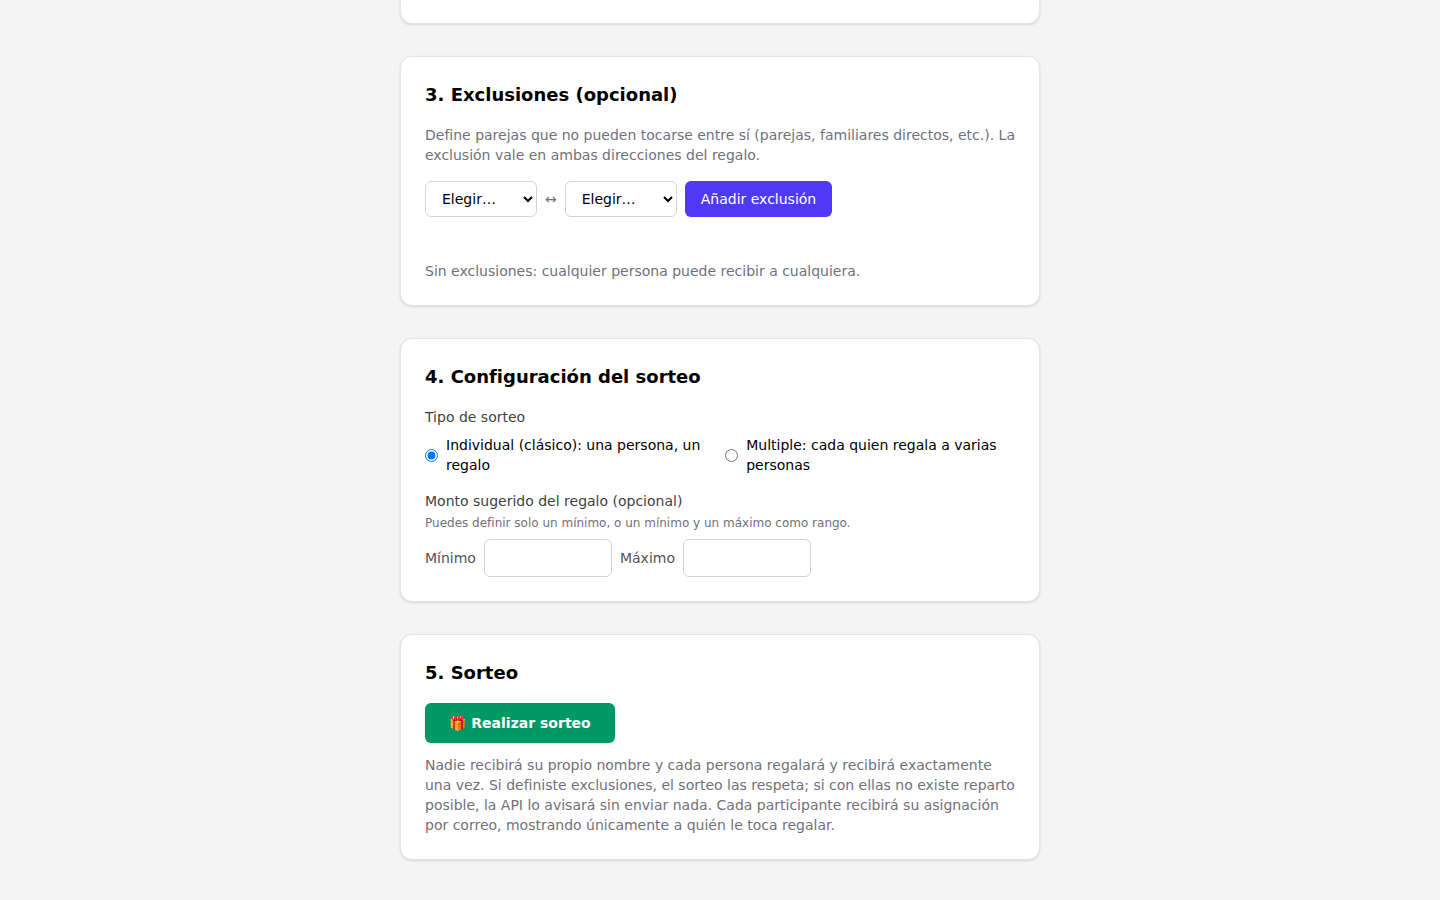 3. Exclusiones (opcional)
Define parejas que no pueden tocarse entre sí (parejas, familiares directos, etc.). La
exclusión vale en ambas direcciones del regalo.
Elegir... ↔ Elegir... Añadir exclusión
Sin exclusiones: cualquier persona puede recibir a cualquiera.
4. Configuración del sorteo
Tipo de sorteo
Individual (clásico): una persona, un
regalo
Multiple: cada quien regala a varias
personas
Monto sugerido del regalo (opcional)
Puedes definir solo un mínimo, o un mínimo y un máximo como rango.
Mínimo Máximo
5. Sorteo
🎁 Realizar sorteo
Nadie recibirá su propio nombre y cada persona regalará y recibirá exactamente
una vez. Si definiste exclusiones, el sorteo las respeta; si con ellas no existe reparto
posible, la API lo avisará sin enviar nada. Cada participante recibirá su asignación
por correo, mostrando únicamente a quién le toca regalar.